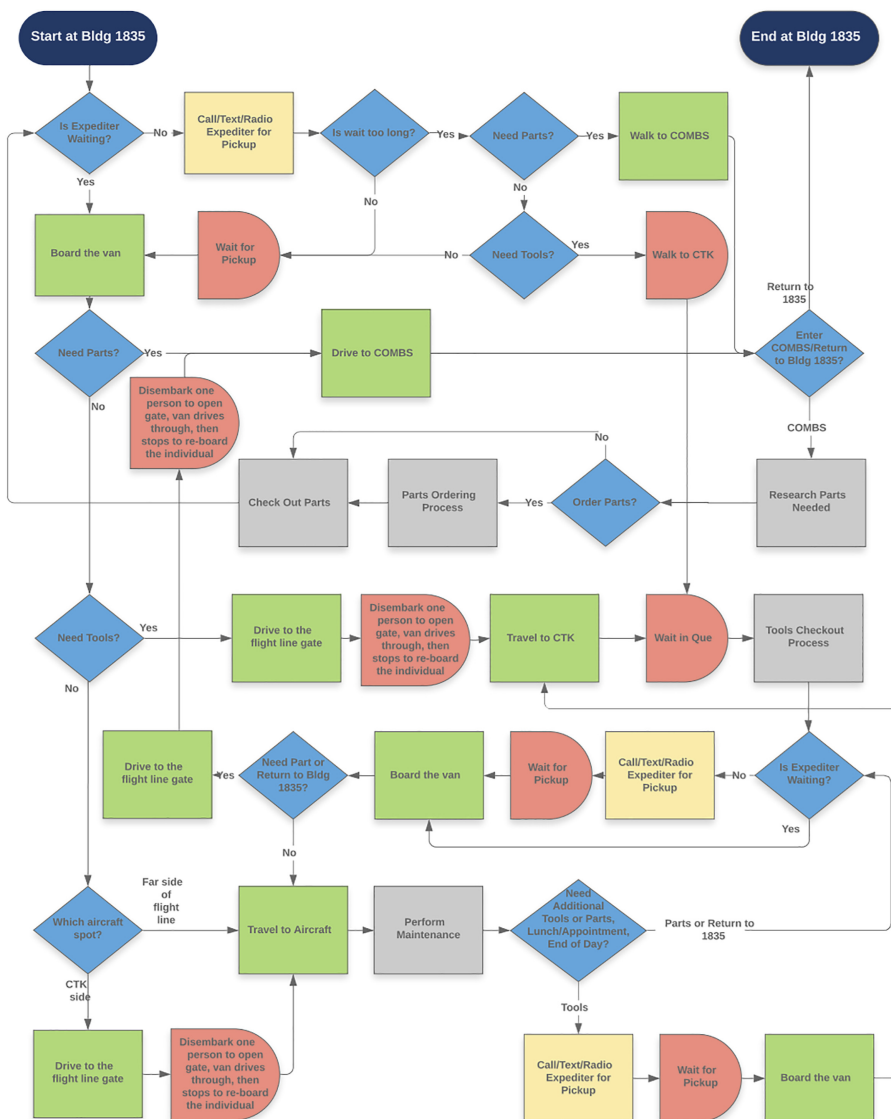 Start at Bldg 1835
End at Bldg 1835
Is Expediter
Waiting?
No
Call/Text/Radio
Expediter for
Pickup
Is wait too long?
Yes
Need Parts?
Yes
Walk to COMBS
Yes
No
No
Board the van
Wait for
Pickup
No
Need Tools?
Yes
Walk to CTK
Return to
1835
Need Parts?
Yes
Drive to COMBS
Enter
COMBS/Return
to Bldg 1835?
No
Disembark one
person to open
gate, van drives
through, then
stops to re-board
the individual
COMBS
No
Check Out Parts
Parts Ordering
Process
Yes
Order Parts?
Research Parts
Needed
Need Tools?
Yes
Drive to the
flight line gate
Disembark one
person to open
gate, van drives
through, then
stops to re-board
the individual
Travel to CTK
Wait in Que
Tools Checkout
Process
No
Drive to the
flight line gate
Yes
Need Part or
Return to Bldg
1835?
Board the van
Wait for
Pickup
Call/Text/Radio
Expediter for
Pickup
No
Is Expediter
Waiting?
Yes
No
Which aircraft
spot?
Far side
of
flight
line
Travel to Aircraft
Perform
Maintenance
Need
Additional
Tools or Parts,
Lunch/Appointment,
End of Day?
Parts or Return to
1835
CTK
side
Tools
Drive to the
flight line gate
Disembark one
person to open
gate, van drives
through, then
stops to re-board
the individual
Call/Text/Radio
Expediter for
Pickup
Wait for
Pickup
Board the van